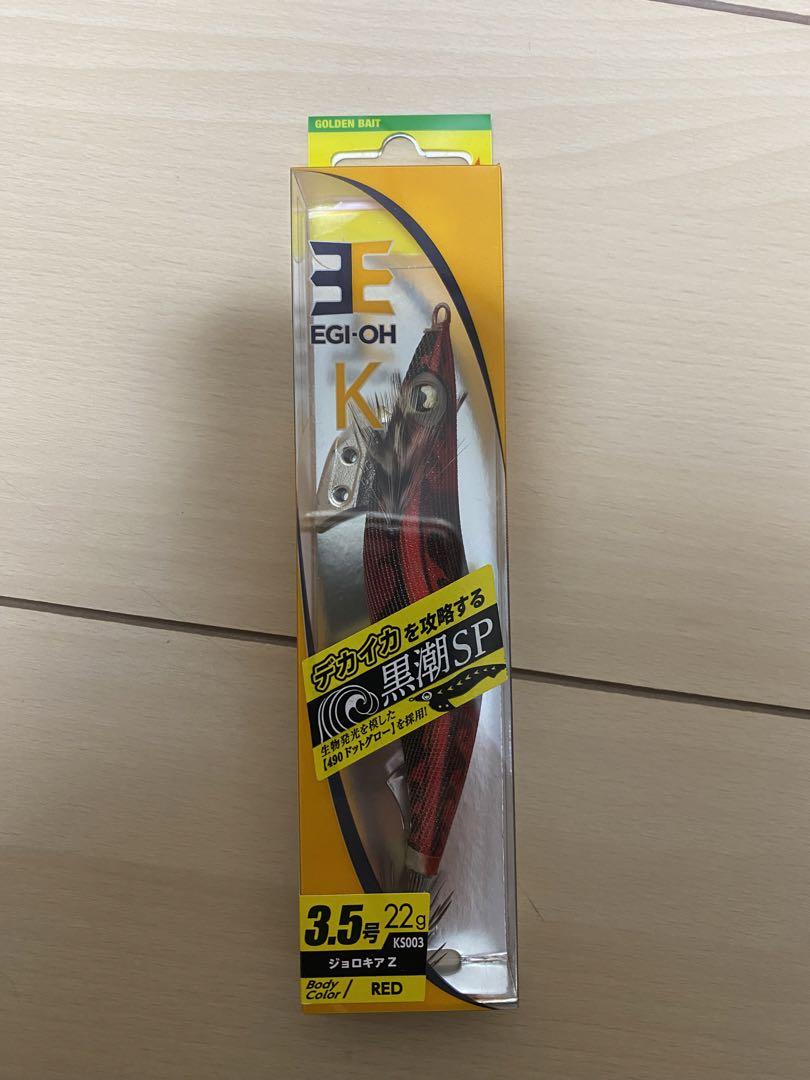 GOLDEN BAIT
EGI-OH
K
デカイカを攻略する
黒潮SP
生物発光を模した
【490ドットグロー】を採用!
3.5号 22g
KS003
ジョロキア Z
Body Color / RED